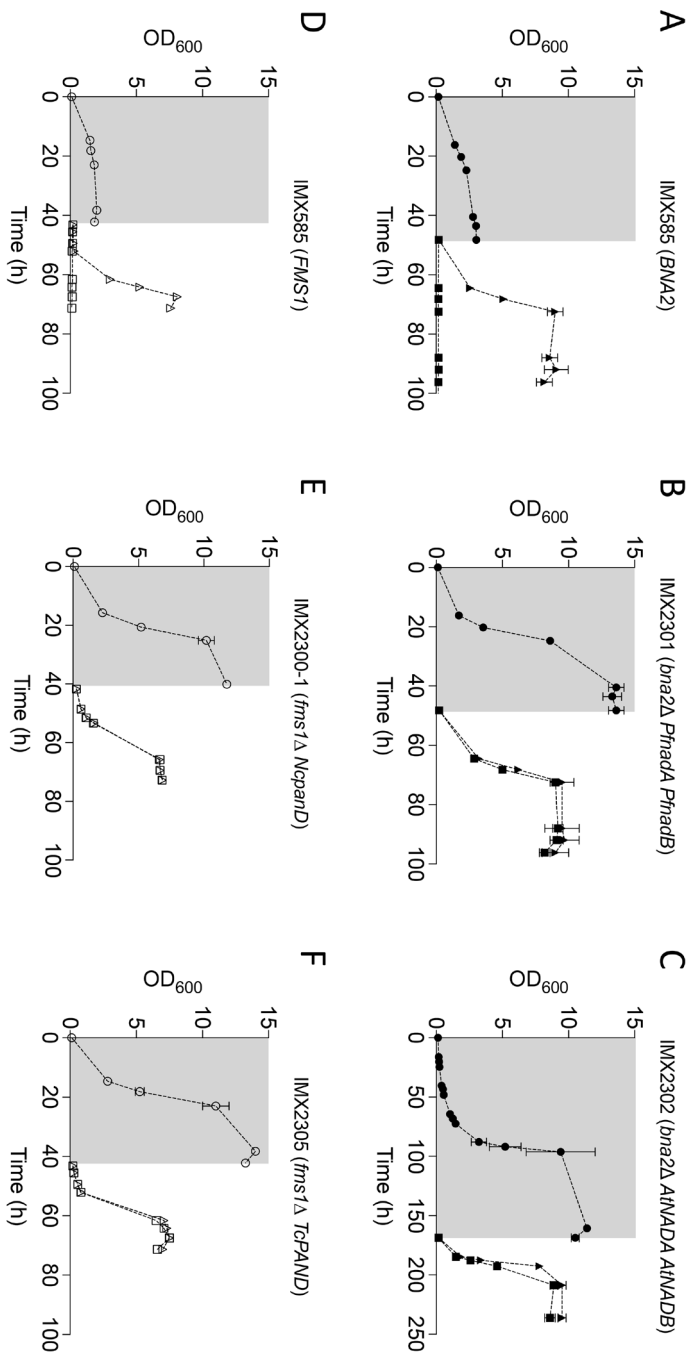 A
IMX585 (BNA2)
OD600
15
10
5
0
0 20 40 60 80 100
Time (h)
B
IMX2301 (bna2Δ PfnadA PfnadB)
OD600
15
10
5
0
0 20 40 60 80 100
Time (h)
C
IMX2302 (bna2Δ AtNADA AtNADB)
OD600
15
10
5
0
0 50 100 150 200 250
Time (h)
D
IMX585 (FMS1)
OD600
15
10
5
0
0 20 40 60 80 100
Time (h)
E
IMX2300-1 (fms1Δ NcpanD)
OD600
15
10
5
0
0 20 40 60 80 100
Time (h)
F
IMX2305 (fms1Δ TcPAND)
OD600
15
10
5
0
0 20 40 60 80 100
Time (h)